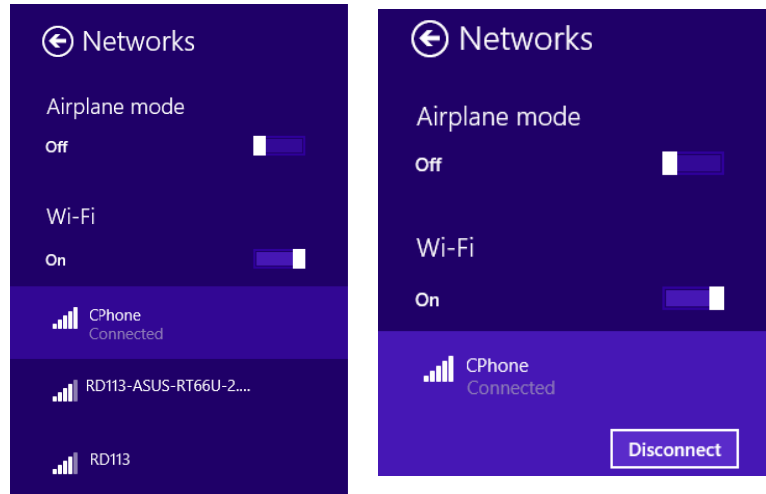 Networks
Airplane mode
Off
Wi-Fi
On
CPhone
Connected
RD113-ASUS-RT66U-2....
RD113
Networks
Airplane mode
Off
Wi-Fi
On
CPhone
Connected
Disconnect